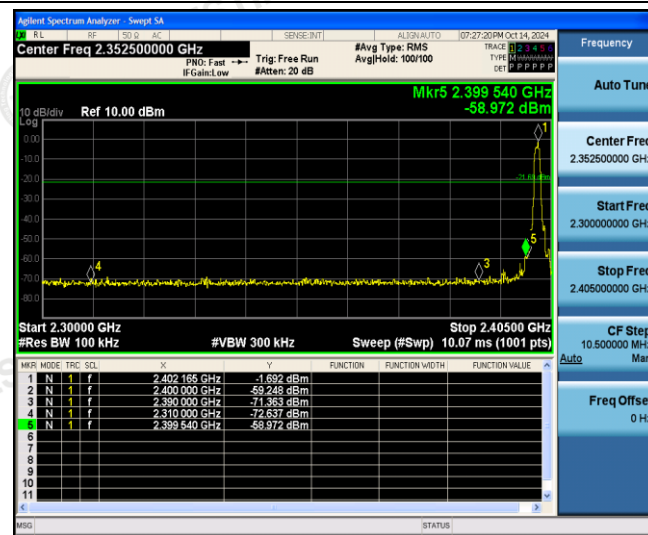 Agilent Spectrum Analyzer - Swept SA
RL RF 50 Ω AC SENSE:INT ALIGN AUTO 07:27:20 PM Oct 14, 2024
Center Freq 2.352500000 GHz
PNO: Fast
IFGain:Low
Trig: Free Run
#Atten: 20 dB
#Avg Type: RMS
Avg|Hold: 100/100
TRACE 1 2 3 4 5 6
TYPE M
DET P P P P P P
Mkr5 2.399 540 GHz
-58.972 dBm
10 dB/div Ref 10.00 dBm
Log
0.00
-10.0
-20.0
-30.0
-40.0
-50.0
-60.0
-70.0
-80.0
1
5
3
4
Start 2.30000 GHz Stop 2.40500 GHz
#Res BW 100 kHz #VBW 300 kHz Sweep (#Swp) 10.07 ms (1001 pts)
MKR MODE TRC SCL X Y FUNCTION FUNCTION WIDTH FUNCTION VALUE
1 N 1 f 2.402 165 GHz -1.692 dBm
2 N 1 f 2.400 000 GHz -59.248 dBm
3 N 1 f 2.390 000 GHz -71.363 dBm
4 N 1 f 2.310 000 GHz -72.637 dBm
5 N 1 f 2.399 540 GHz -58.972 dBm
6
7
8
9
10
11
MSG STATUS
Frequency
Auto Tune
Center Freq
2.352500000 GHz
Start Freq
2.300000000 GHz
Stop Freq
2.405000000 GHz
CF Step
10.500000 MHz
Auto Man
Freq Offset
0 Hz